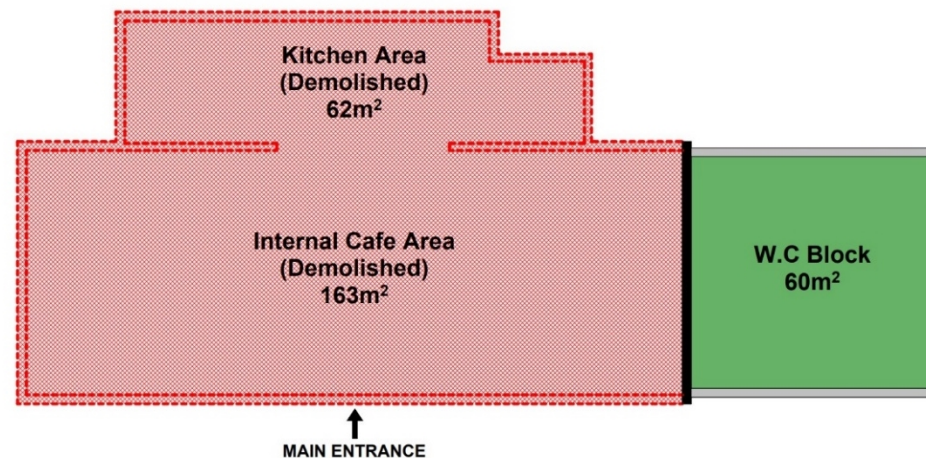 Kitchen Area
(Demolished)
62m²
Internal Cafe Area
(Demolished)
163m²
W.C Block
60m²
MAIN ENTRANCE